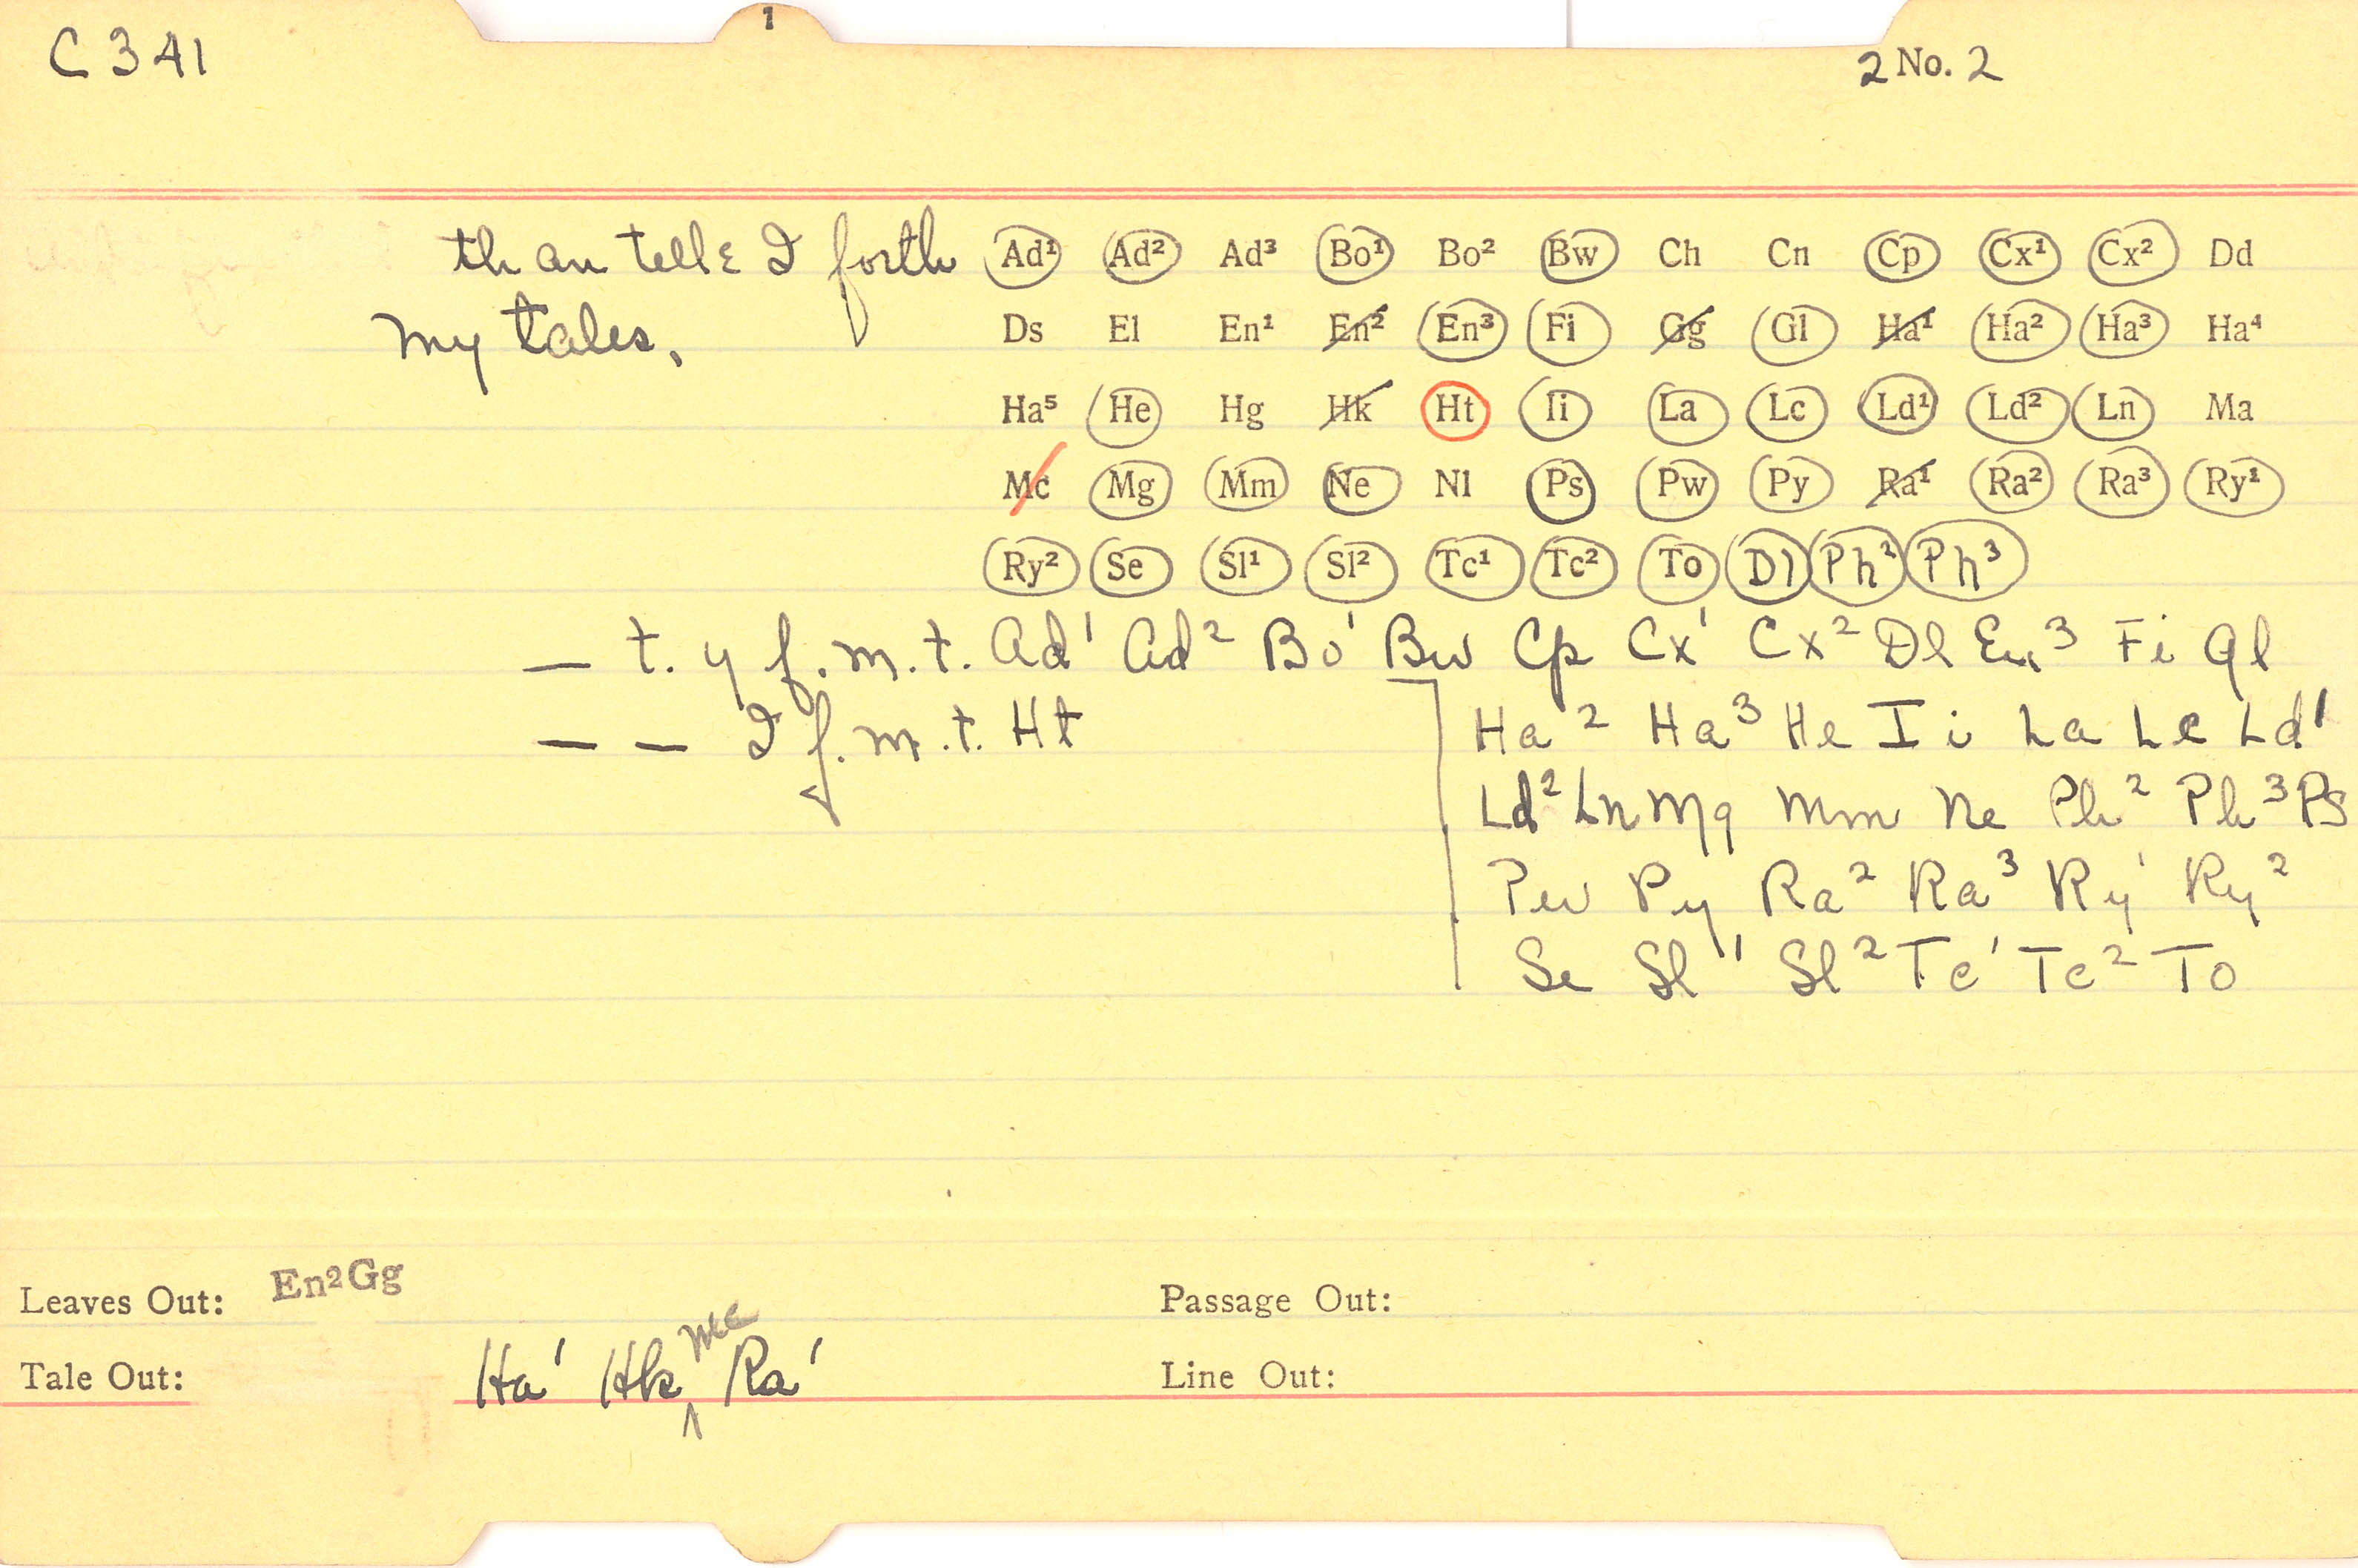 1
C 3 41
2 No. 2
than telle I forth Ad¹ Ad² Ad³ Bo¹ Bo² Bw Ch Cn Cp Cx¹ Cx² Dd
my tales. Ds El En¹ En² En³ Fi Gg Gl Ha¹ Ha² Ha³ Ha⁴
Ha⁵ He Hg Hk Ht Ii La Lc Ld¹ Ld² Ln Ma
Mc Mg Mm Ne Nl Ps Pw Py Ra¹ Ra² Ra³ Ry¹
Ry² Se Sl¹ Sl² Tc¹ Tc² To Dl Ph² Ph³
— t. y f. m. t. Ad¹ Ad² Bo¹ Bw Cp Cx¹ Cx² Dl En³ Fi Gl
— — I f. m. t. Ht
Ha² Ha³ He Ii La Lc Ld¹
Ld² Ln Mg Mm Ne Ph² Ph³ Ps
Pw Py Ra² Ra³ Ry¹ Ry²
Se Sl¹ Sl² Tc¹ Tc² To
Leaves Out: En²Gg
Passage Out:
Tale Out: Ha¹ Hk Mc Ra¹
Line Out: